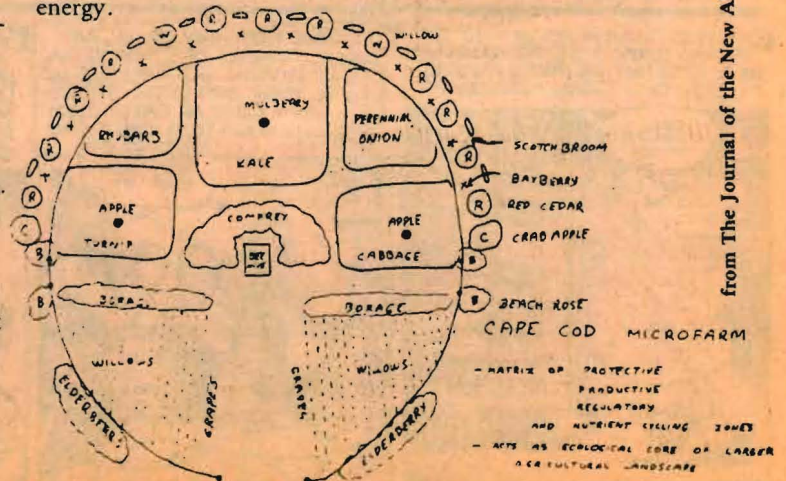 energy.
R
R
R
R
W
W
WILLOW
R
R
R
R
R
R
R
MULBERRY
KALE
RHUBARB
PERENNIAL
ONION
SCOTCH BROOM
BAYBERRY
R RED CEDAR
C CRAB APPLE
C
APPLE
TURNIP
COMFREY
APPLE
CABBAGE
B
B
B
B BEACH ROSE
BORAGE
BORAGE
CAPE COD MICROFARM
WILLOWS
GRAPES
GRAPES
WILLOWS
ELDERBERRY
ELDERBERRY
- MATRIX OF PROTECTIVE
PRODUCTIVE
REGULATORY
AND NUTRIENT CYCLING ZONES
- ACTS AS ECOLOGICAL CORE OF LARGER
AGRICULTURAL LANDSCAPE
from The Journal of the New A